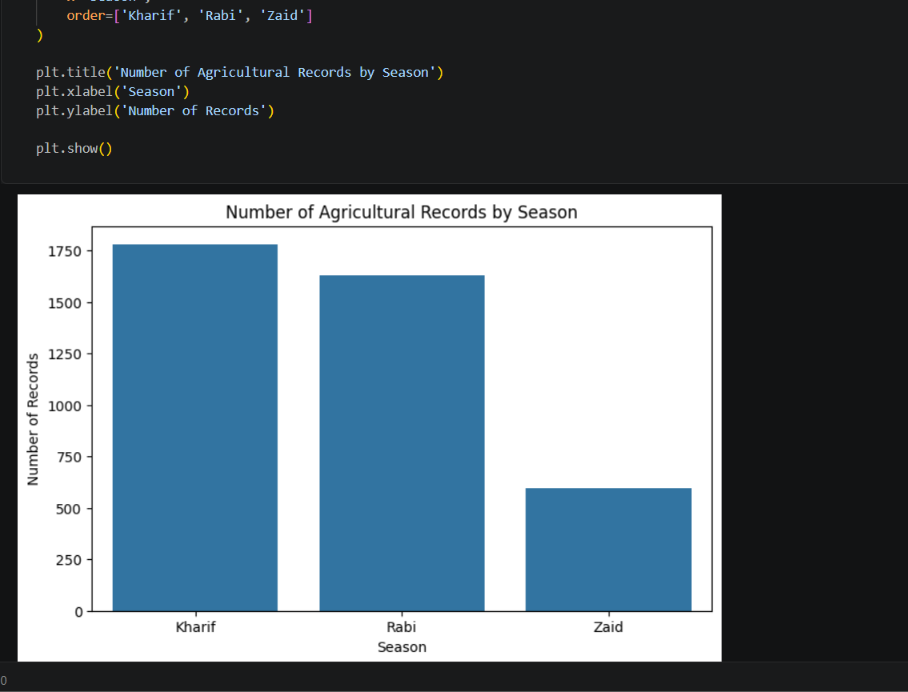 order=['Kharif', 'Rabi', 'Zaid']
)
plt.title('Number of Agricultural Records by Season')
plt.xlabel('Season')
plt.ylabel('Number of Records')
plt.show()
Number of Agricultural Records by Season
Number of Records
1750
1500
1250
1000
750
500
250
0
Kharif Rabi Zaid
Season
0